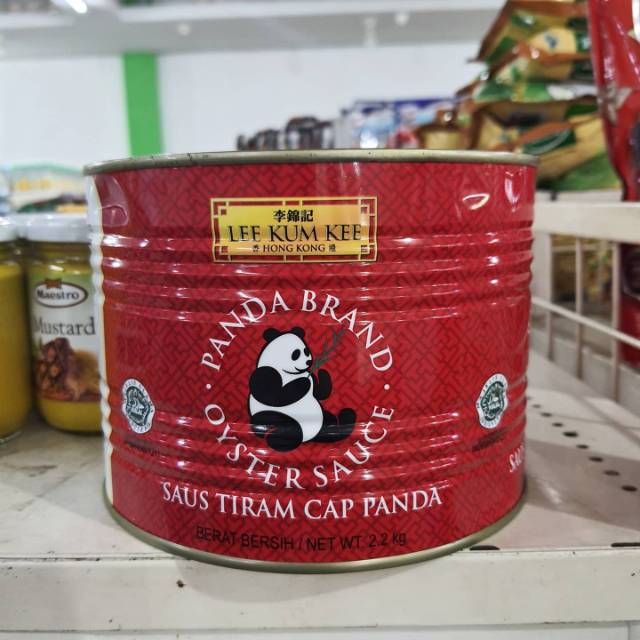 李錦記
LEE KUM KEE
香 HONG KONG 港
PANDA BRAND
OYSTER SAUCE
SAUS TIRAM CAP PANDA
BERAT BERSIH / NET WT. 2.2 kg
Maestro
Mustard